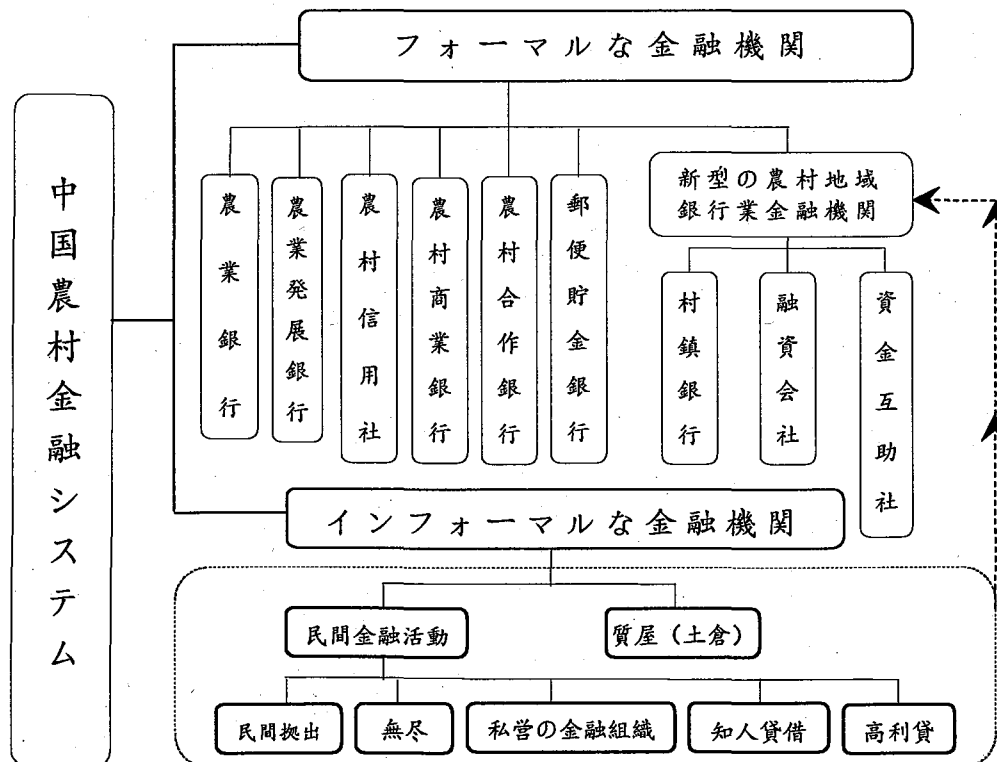 中国農村金融システム
フォーマルな金融機関
農業銀行
農業発展銀行
農村信用社
農村商業銀行
農村合作銀行
郵便貯金銀行
新型の農村地域
銀行業金融機関
村鎮銀行
融資会社
資金互助社
インフォーマルな金融機関
民間金融活動
質屋（土倉）
民間拠出
無尽
私営の金融組織
知人貸借
高利貸